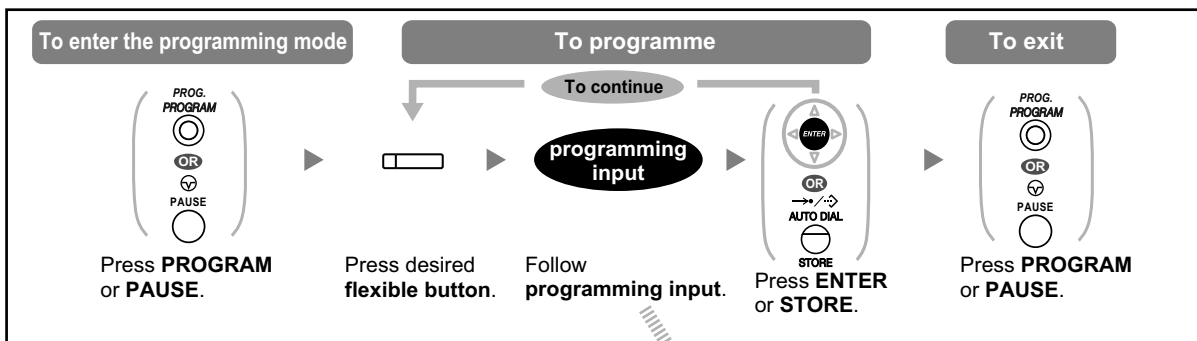 To enter the programming mode
To programme
To exit
To continue
PROG.
PROGRAM
OR
PAUSE
programming
input
ENTER
OR
AUTO DIAL
STORE
PROG.
PROGRAM
OR
PAUSE
Press PROGRAM
or PAUSE.
Press desired
flexible button.
Follow
programming input.
Press ENTER
or STORE.
Press PROGRAM
or PAUSE.